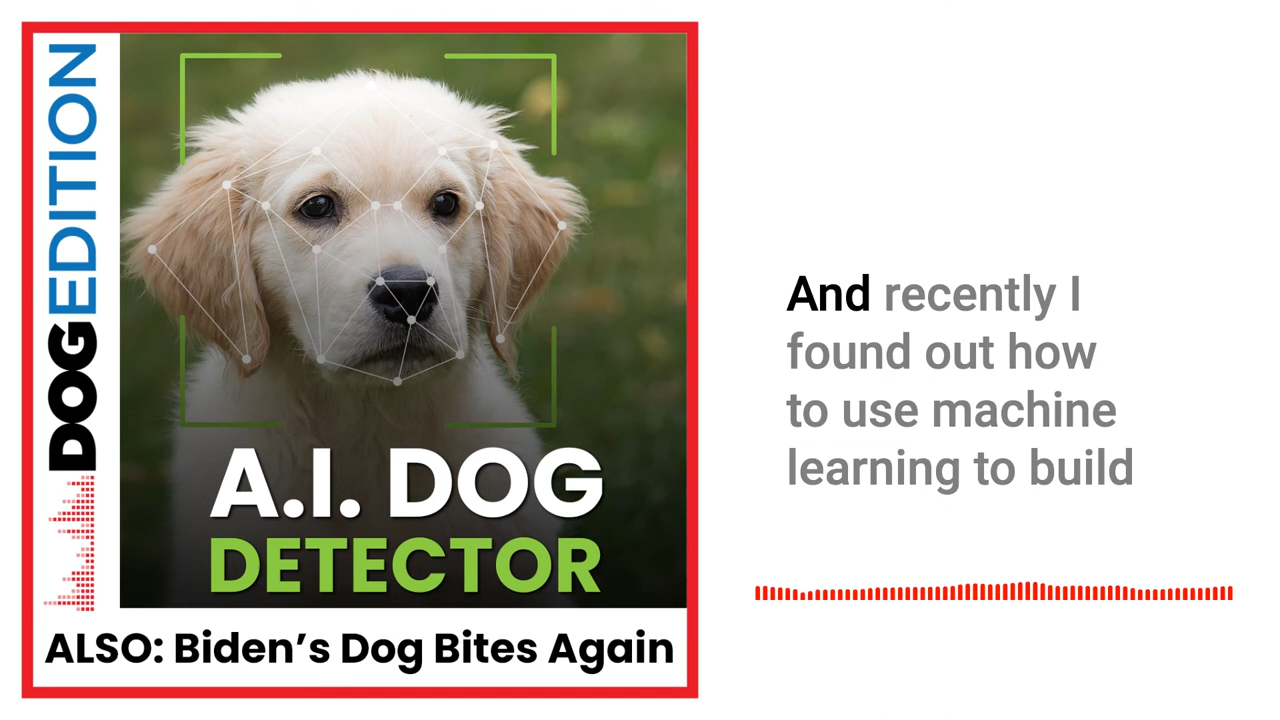 DOGEDITION
A.I. DOG
DETECTOR
ALSO: Biden’s Dog Bites Again
And recently I
found out how
to use machine
learning to build